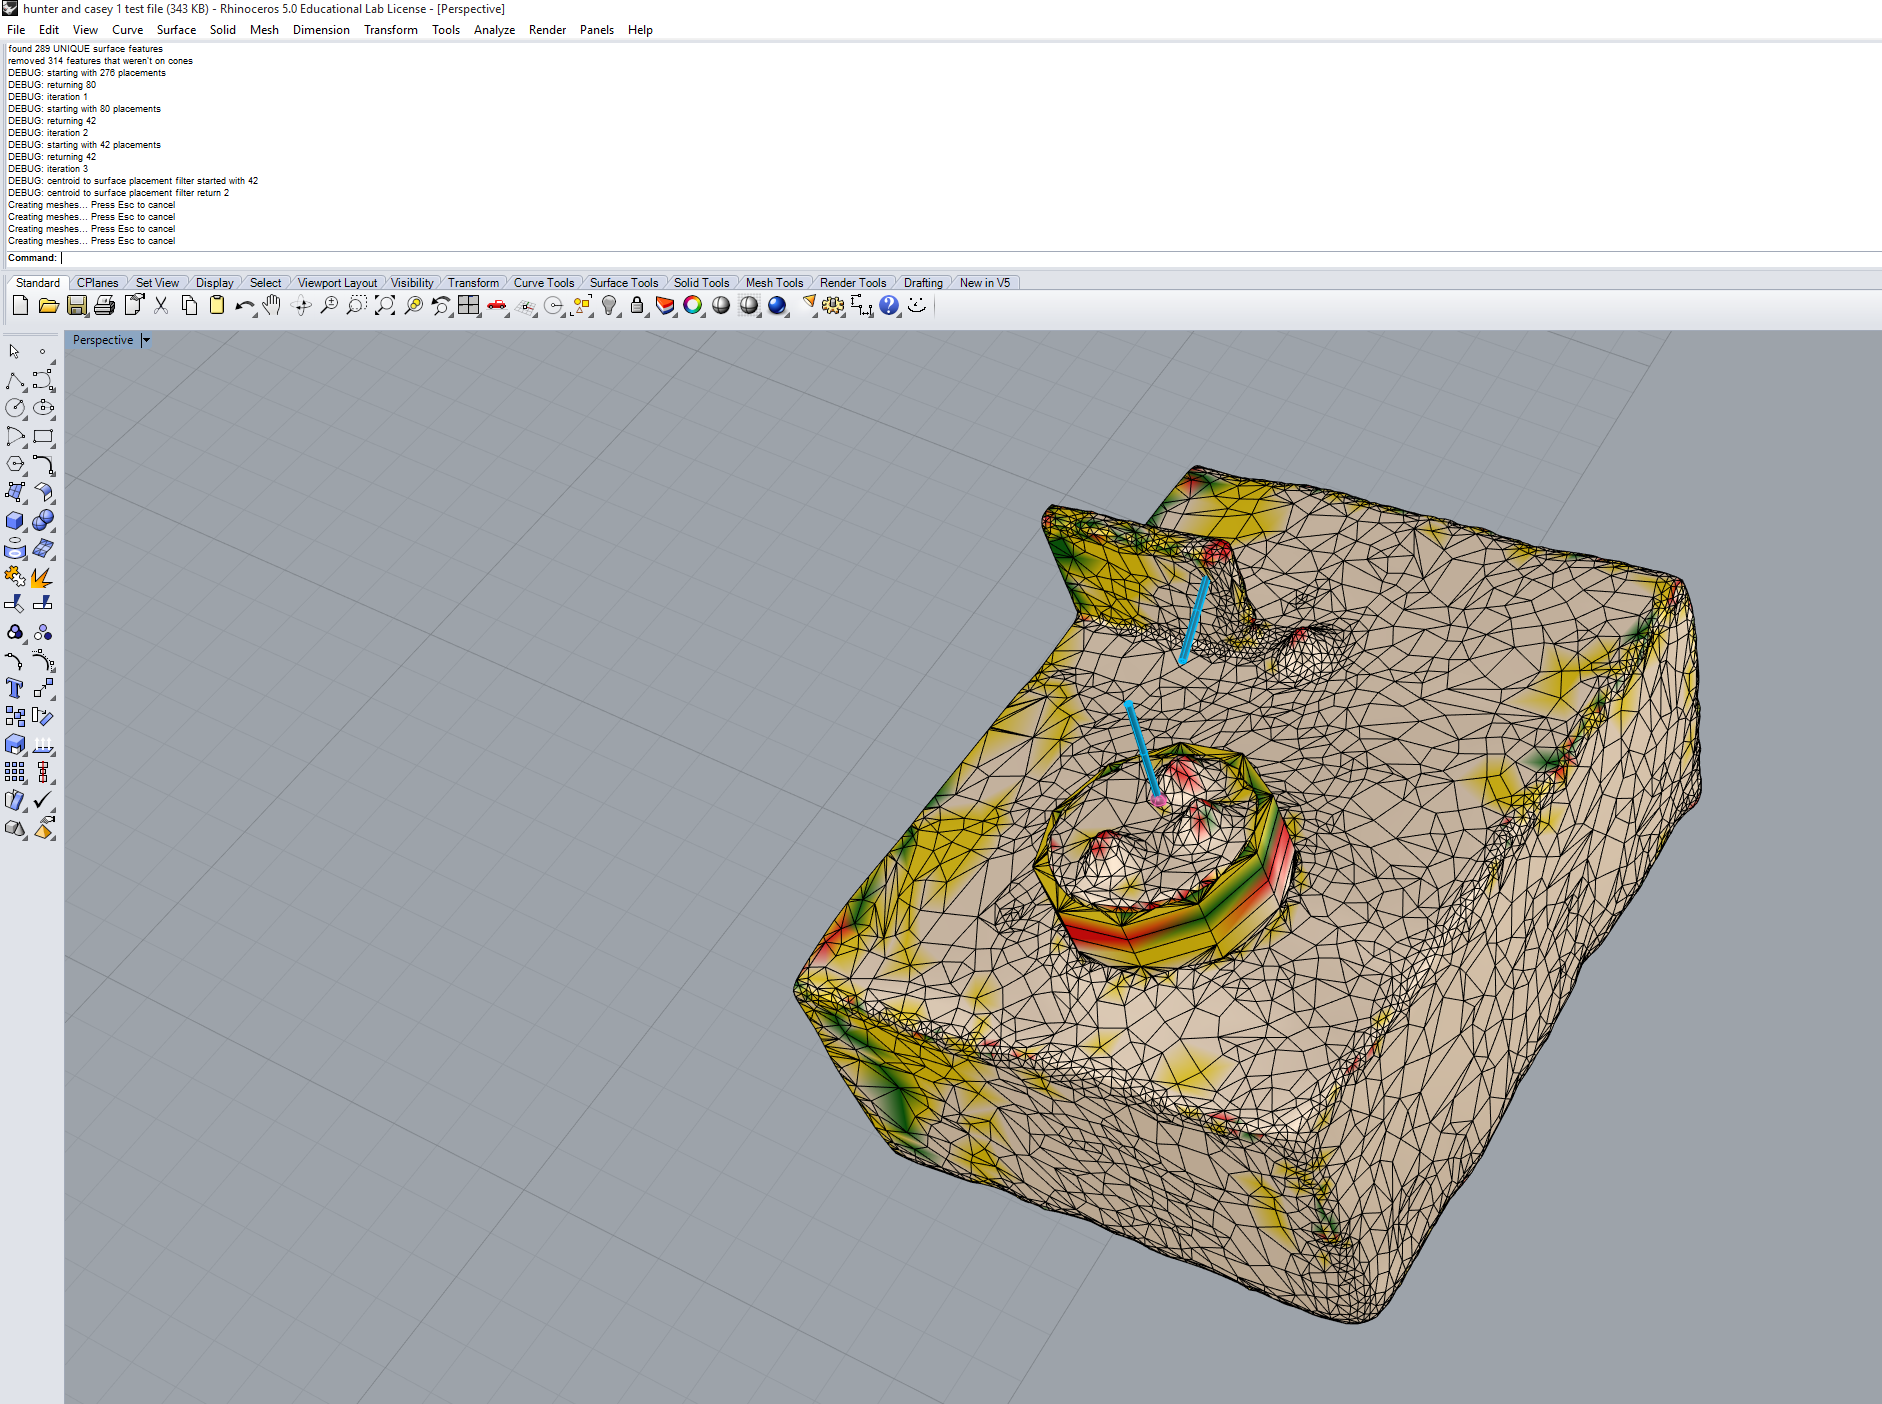 hunter and casey 1 test file (343 KB) - Rhinoceros 5.0 Educational Lab License - [Perspective]
File Edit View Curve Surface Solid Mesh Dimension Transform Tools Analyze Render Panels Help
found 289 UNIQUE surface features
removed 314 features that weren't on cones
DEBUG: starting with 276 placements
DEBUG: returning 80
DEBUG: iteration 1
DEBUG: starting with 80 placements
DEBUG: returning 42
DEBUG: iteration 2
DEBUG: starting with 42 placements
DEBUG: returning 42
DEBUG: iteration 3
DEBUG: centroid to surface placement filter started with 42
DEBUG: centroid to surface placement filter return 2
Creating meshes... Press Esc to cancel
Creating meshes... Press Esc to cancel
Creating meshes... Press Esc to cancel
Creating meshes... Press Esc to cancel
Command:
Standard CPlanes Set View Display Select Viewport Layout Visibility Transform Curve Tools Surface Tools Solid Tools Mesh Tools Render Tools Drafting New in V5
Perspective